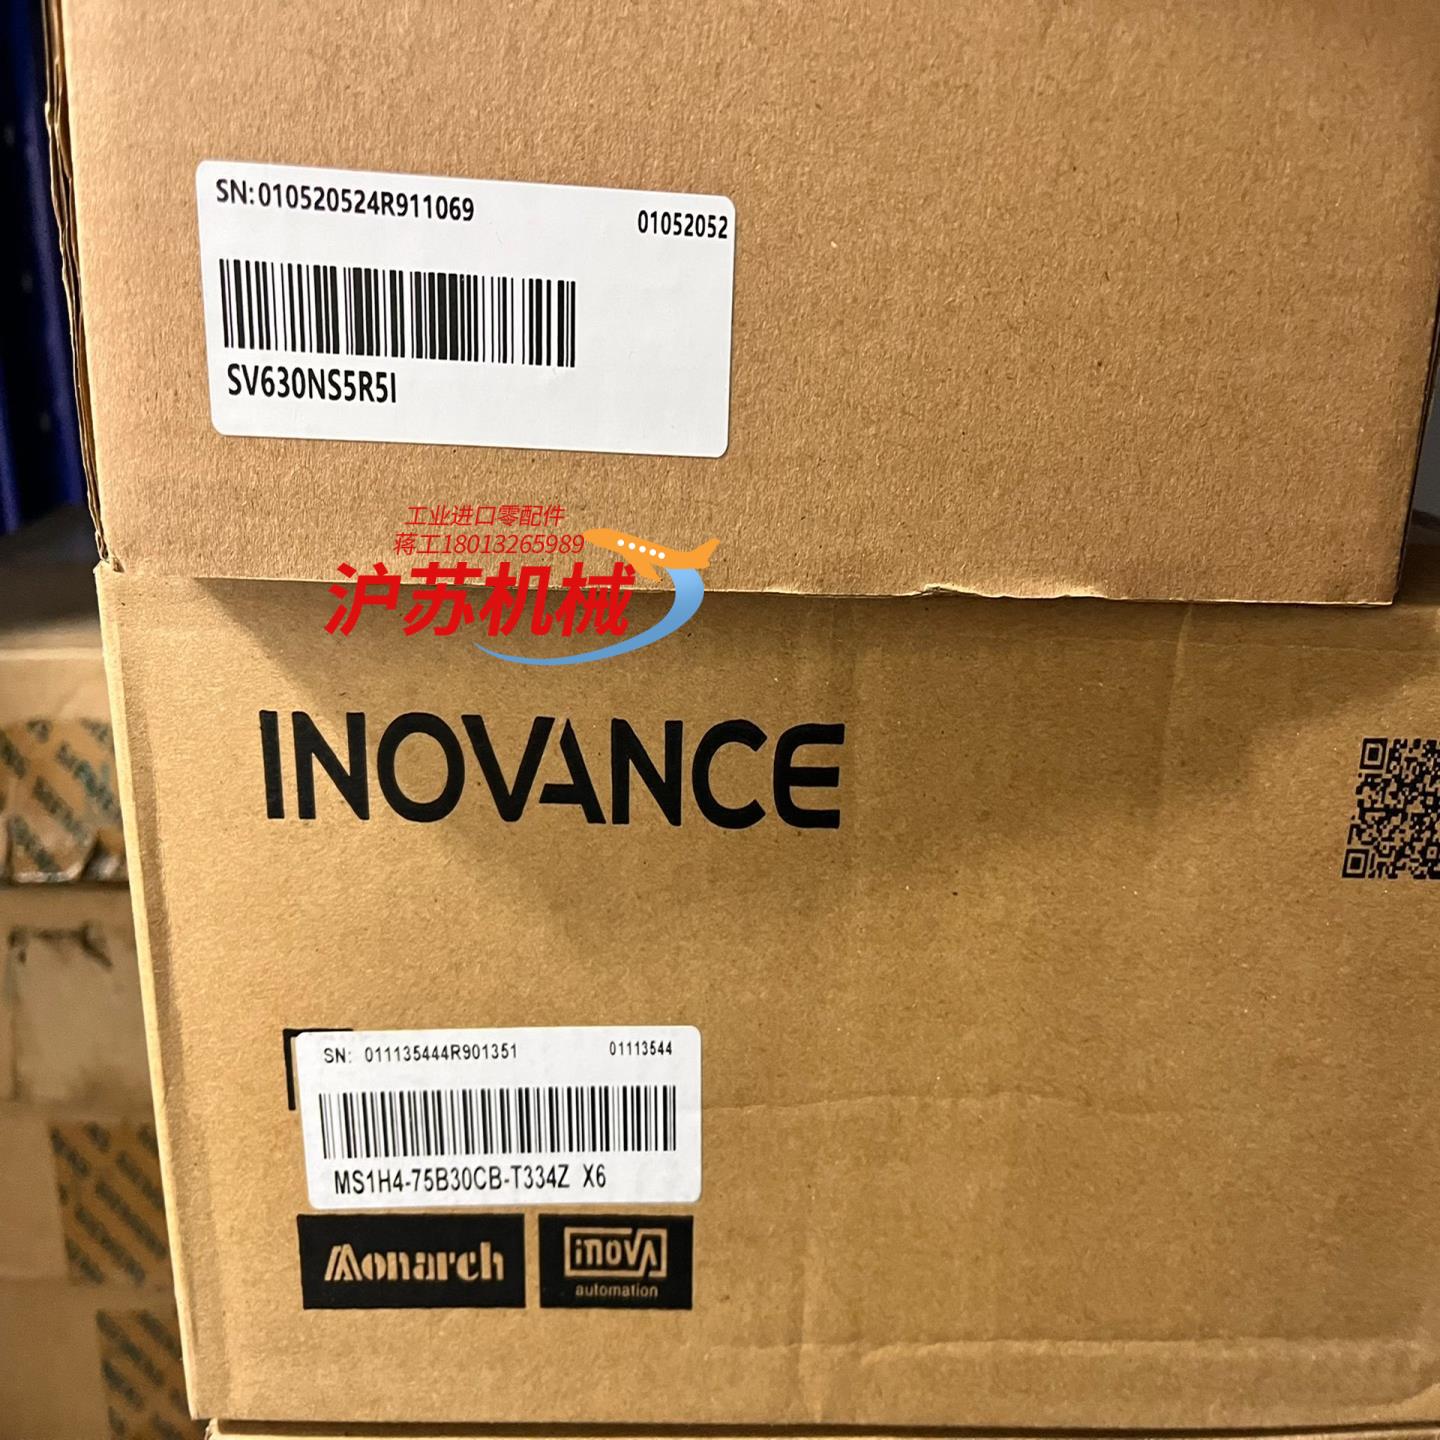 SN:010520524R911069
01052052
SV630NS5R5I
工业进口零配件
蒋工18013265989
沪苏机械
INOVANCE
SN: 011135444R901351
01113544
MS1H4-75B30CB-T334Z X6
Monarch
inova
automation